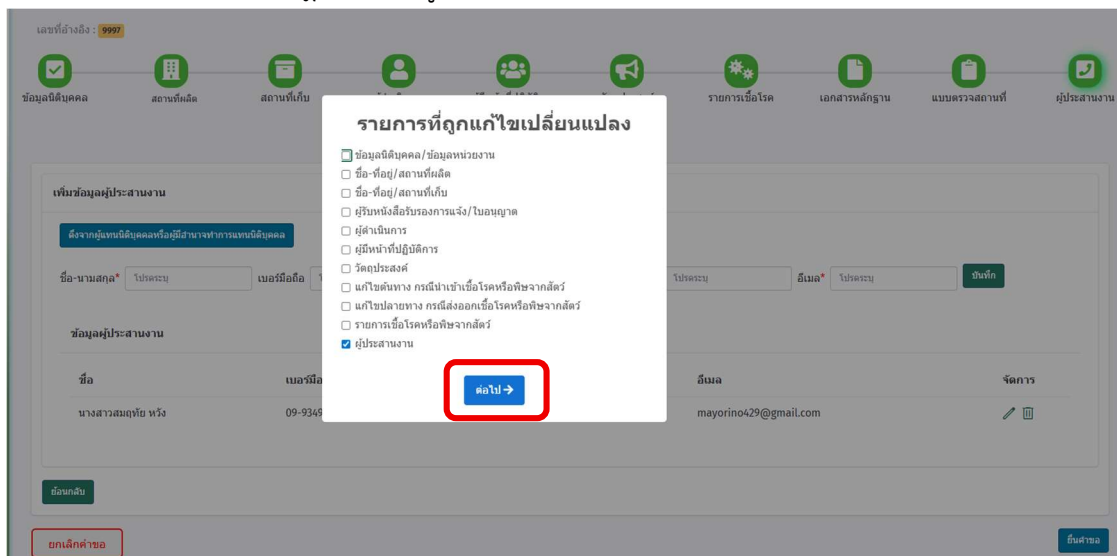 เลขที่อ้างอิง : 9997
ข้อมูลนิติบุคคล สถานที่ผลิต สถานที่เก็บ รายการเชื้อโรค เอกสารหลักฐาน แบบตรวจสถานที่ ผู้ประสานงาน
รายการที่ถูกแก้ไขเปลี่ยนแปลง
ข้อมูลนิติบุคคล/ข้อมูลหน่วยงาน
ชื่อ-ที่อยู่/สถานที่ผลิต
ชื่อ-ที่อยู่/สถานที่เก็บ
ผู้รับหนังสือรับรองการแจ้ง/ใบอนุญาต
ผู้ดำเนินการ
ผู้มีหน้าที่ปฏิบัติการ
วัตถุประสงค์
แก้ไขต้นทาง กรณีนำเข้าเชื้อโรคหรือพิษจากสัตว์
แก้ไขปลายทาง กรณีส่งออกเชื้อโรคหรือพิษจากสัตว์
รายการเชื้อโรคหรือพิษจากสัตว์
ผู้ประสานงาน
ต่อไป
เพิ่มข้อมูลผู้ประสานงาน
ดึงจากผู้แทนนิติบุคคลหรือผู้มีอำนาจทำการแทนนิติบุคคล
ชื่อ-นามสกุล* โปรดระบุ เบอร์มือถือ โปรดระบุ อีเมล* โปรดระบุ บันทึก
ข้อมูลผู้ประสานงาน
ชื่อ เบอร์มือ อีเมล จัดการ
นางสาวสมฤทัย หวัง 09-9349 mayorino429@gmail.com
ย้อนกลับ
ยกเลิกคำขอ ยื่นคำขอ